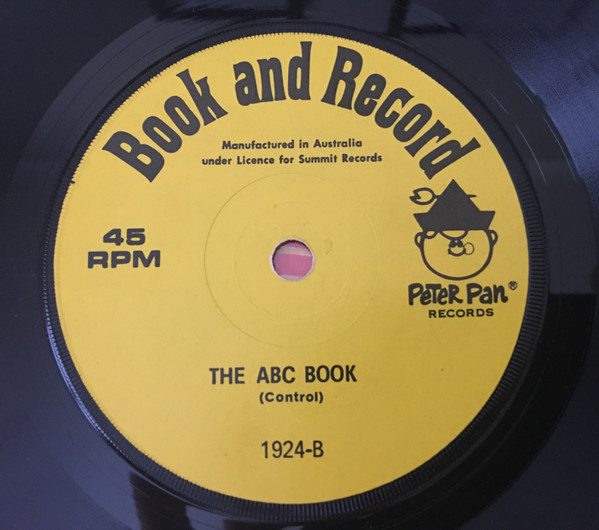 Book and Record
Manufactured in Australia
under Licence for Summit Records
45
RPM
PETER Pan®
RECORDS
THE ABC BOOK
(Control)
1924-B